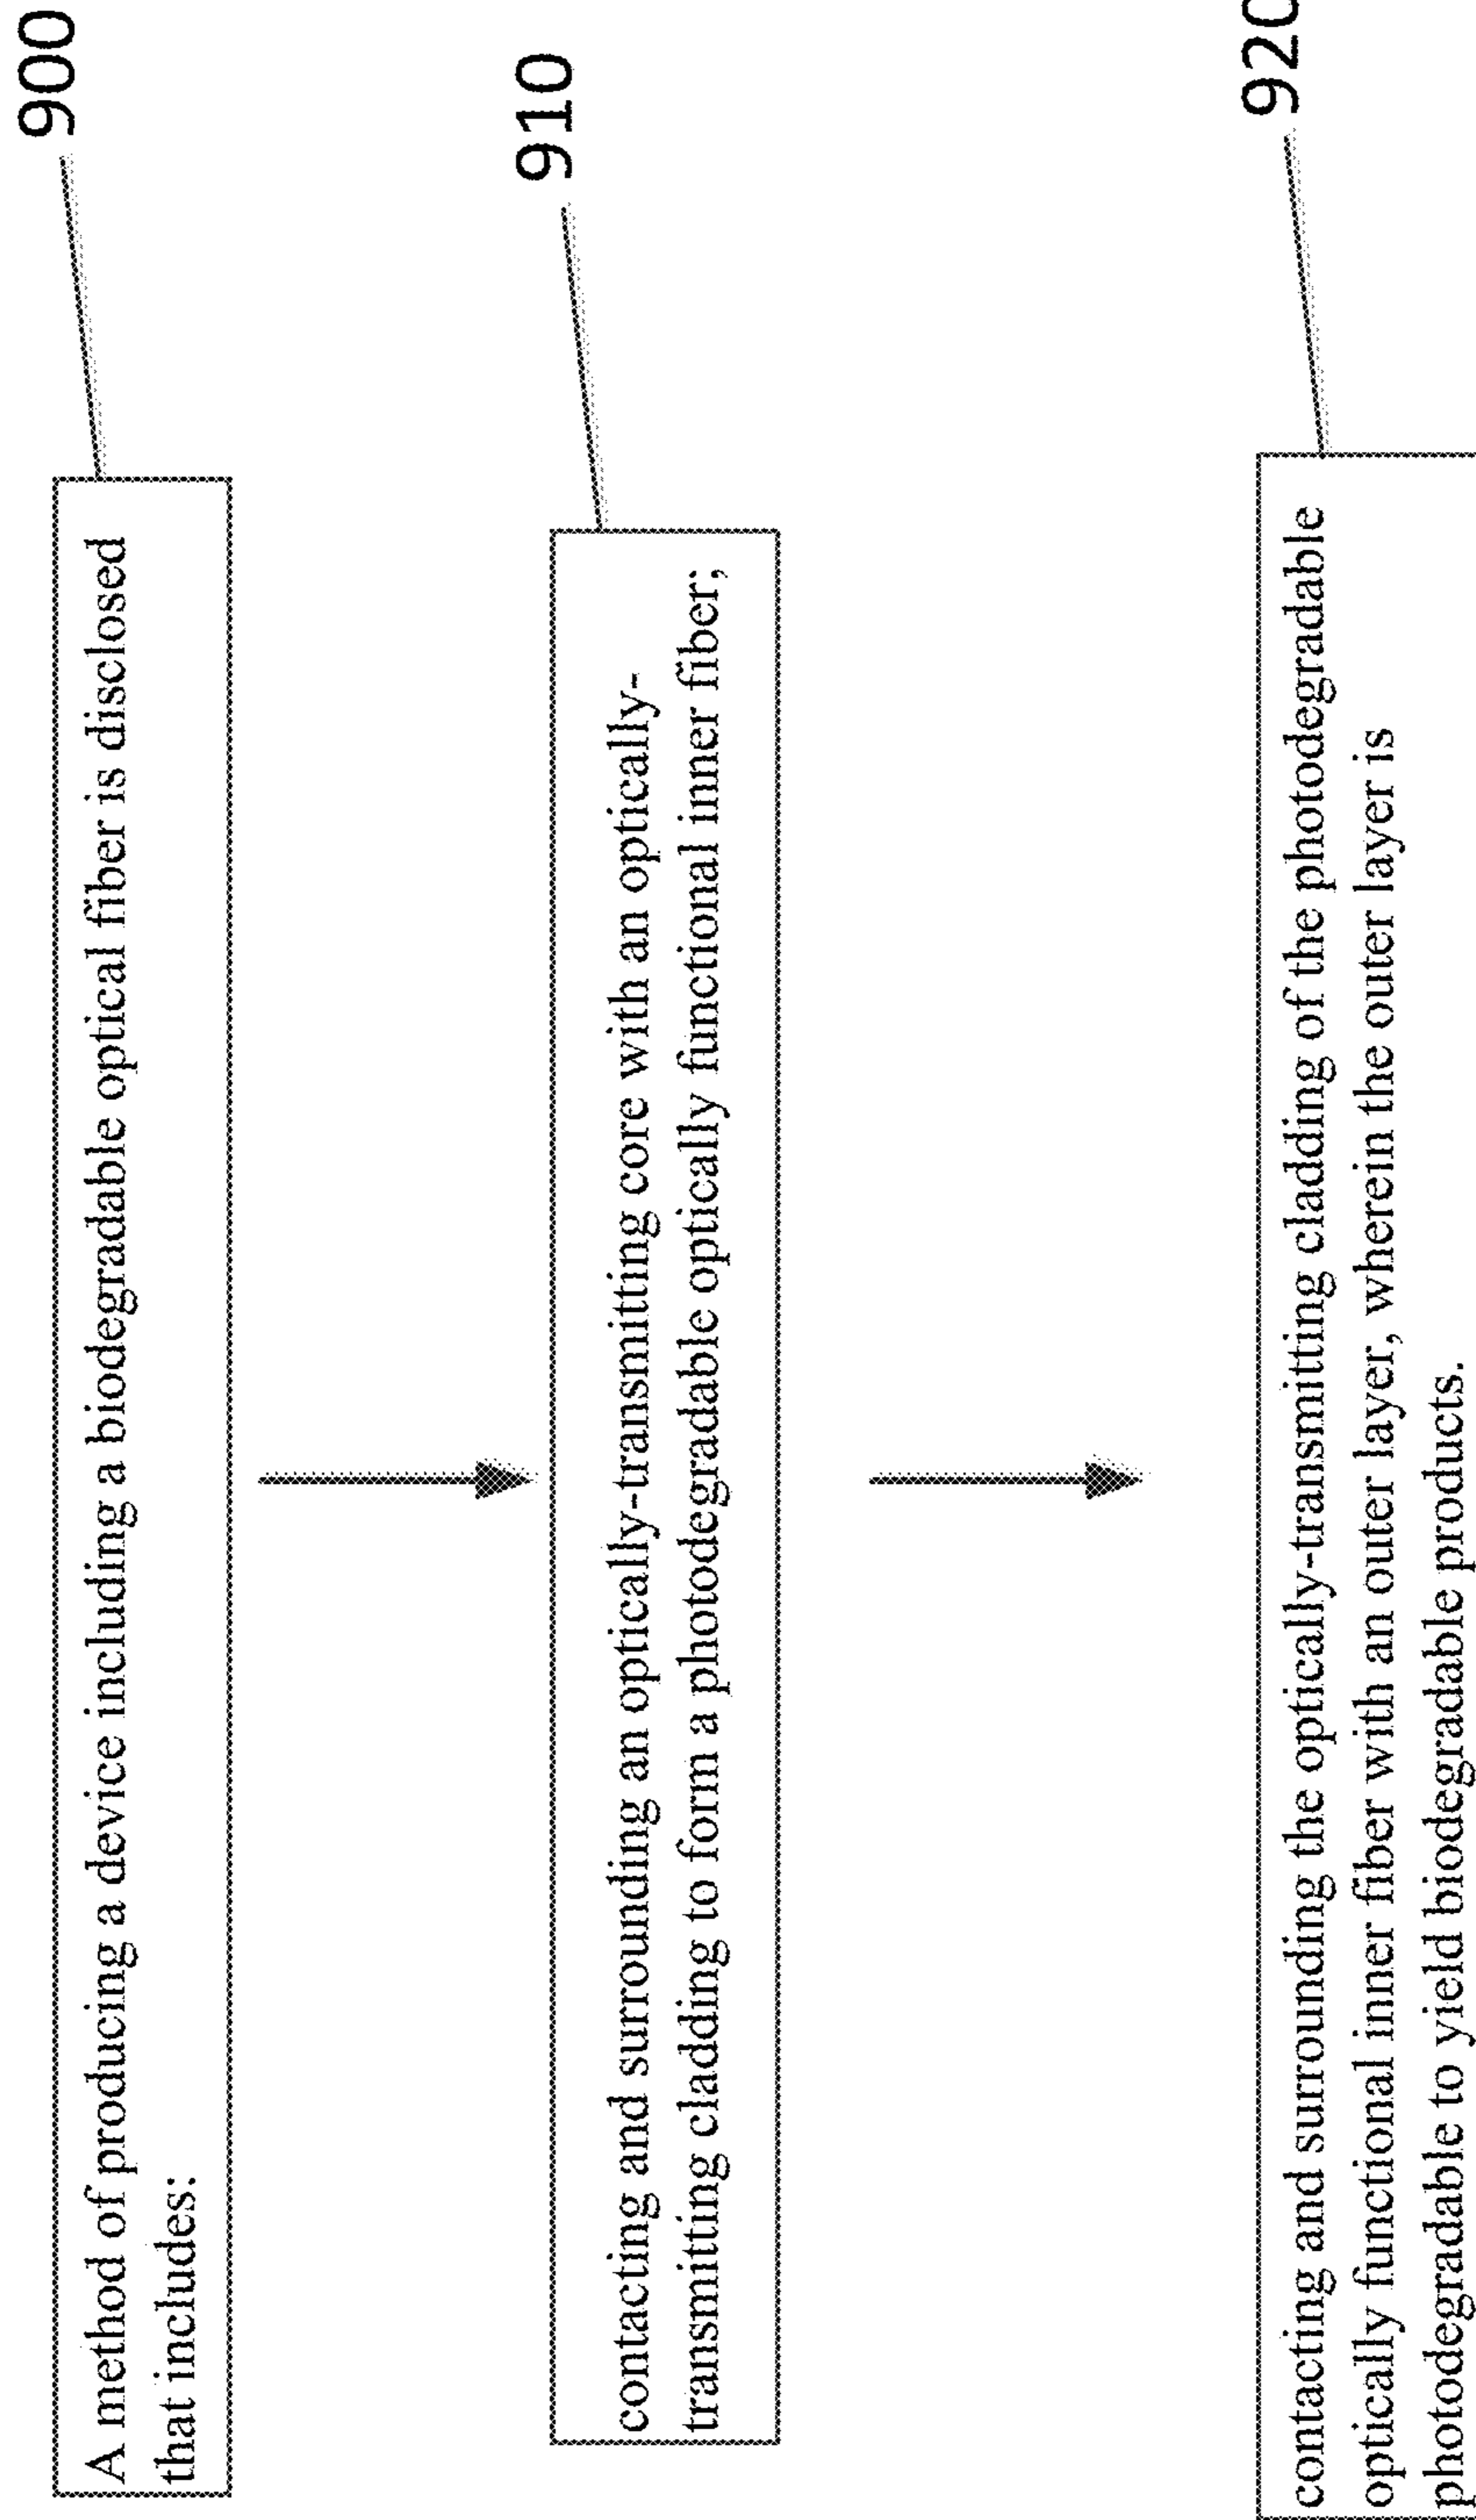 900
A method of producing a device including a biodegradable optical fiber is disclosed
that includes:
910
contacting and surrounding an optically-transmitting core with an optically-
transmitting cladding to form a photodegradable optically functional inner fiber;
920
contacting and surrounding the optically-transmitting cladding of the photodegradable
optically functional inner fiber with an outer layer, wherein the outer layer is
photodegradable to yield biodegradable products.